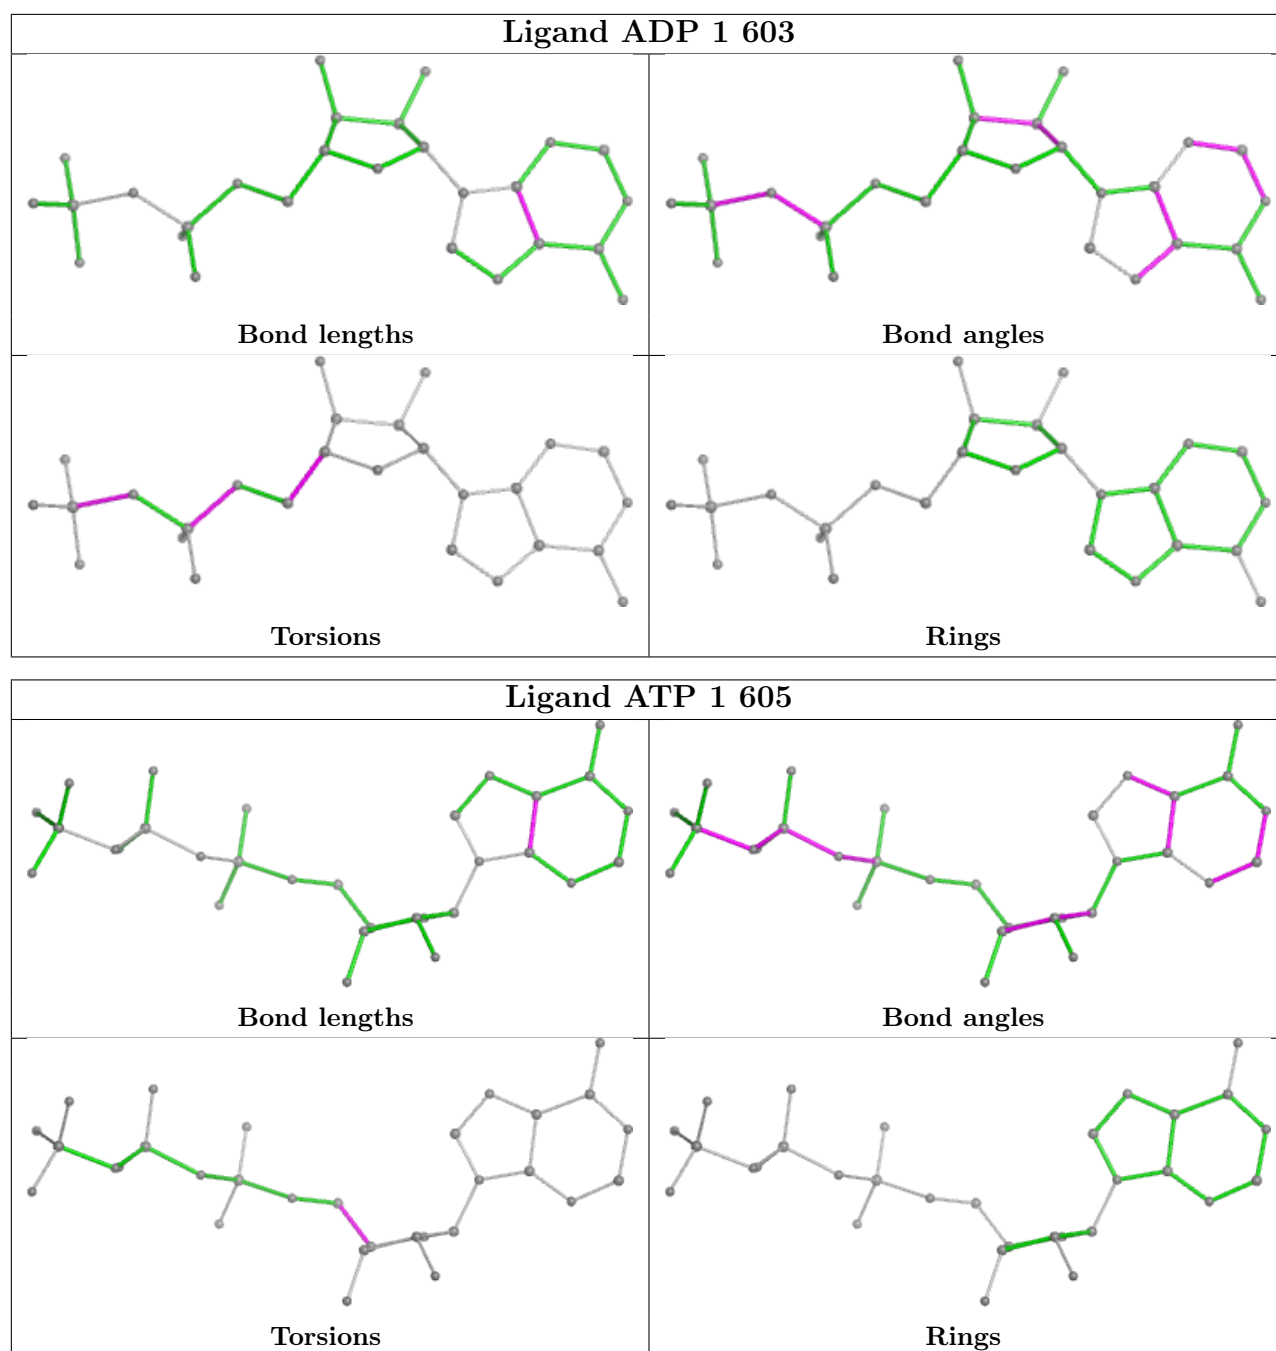 Ligand ADP 1 603
Bond lengths
Bond angles
Torsions
Rings
Ligand ATP 1 605
Bond lengths
Bond angles
Torsions
Rings